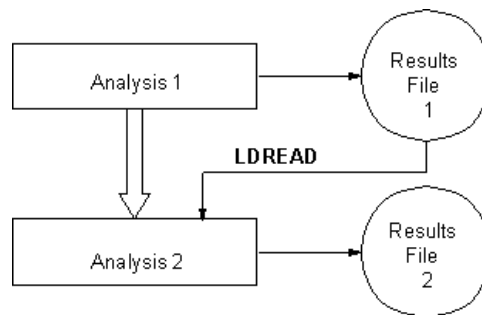 Analysis 1
Results
File
1
LDREAD
Analysis 2
Results
File
2